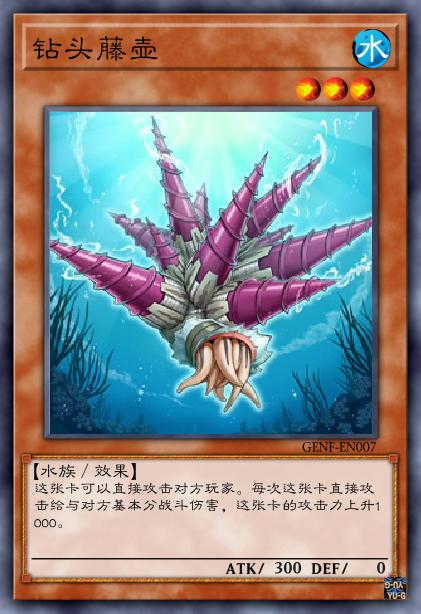 钻头藤壶
水
GENF-EN007
【水族／效果】
这张卡可以直接攻击对方玩家。每次这张卡直接攻
击给与对方基本分战斗伤害，这张卡的攻击力上升1
000。
ATK/ 300 DEF/ 0